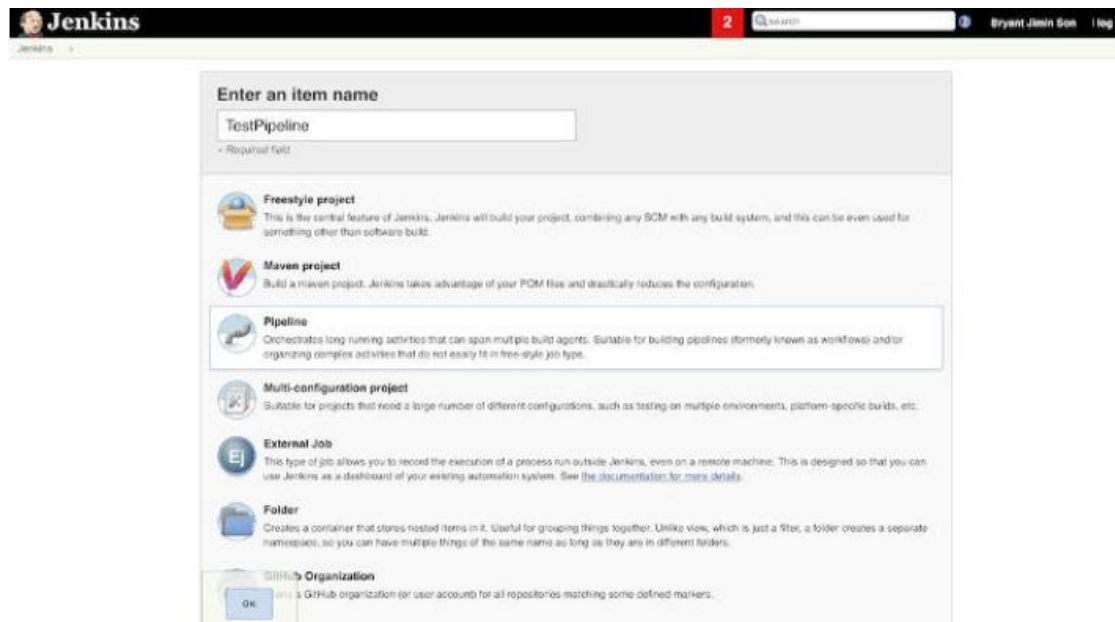 Jenkins
2
search
Bryant Jimin Son
log
Jenkins
Enter an item name
TestPipeline
» Required field
Freestyle project
This is the central feature of Jenkins. Jenkins will build your project, combining any SCM with any build system, and this can be even used for
something other than software build.
Maven project
Build a maven project. Jenkins takes advantage of your POM files and drastically reduces the configuration.
Pipeline
Orchestrates long-running activities that can span multiple build agents. Suitable for building pipelines (formerly known as workflows) and/or
organizing complex activities that do not easily fit in free-style job type.
Multi-configuration project
Suitable for projects that need a large number of different configurations, such as testing on multiple environments, platform-specific builds, etc.
EJ
External Job
This type of job allows you to record the execution of a process run outside Jenkins, even on a remote machine. This is designed so that you can
use Jenkins as a dashboard of your existing automation system. See the documentation for more details.
Folder
Creates a container that stores nested items in it. Useful for grouping things together. Unlike view, which is just a filter, a folder creates a separate
namespace, so you can have multiple things of the same name as long as they are in different folders.
GitHub Organization
a GitHub organization (or user account) for all repositories matching some defined markers.
OK